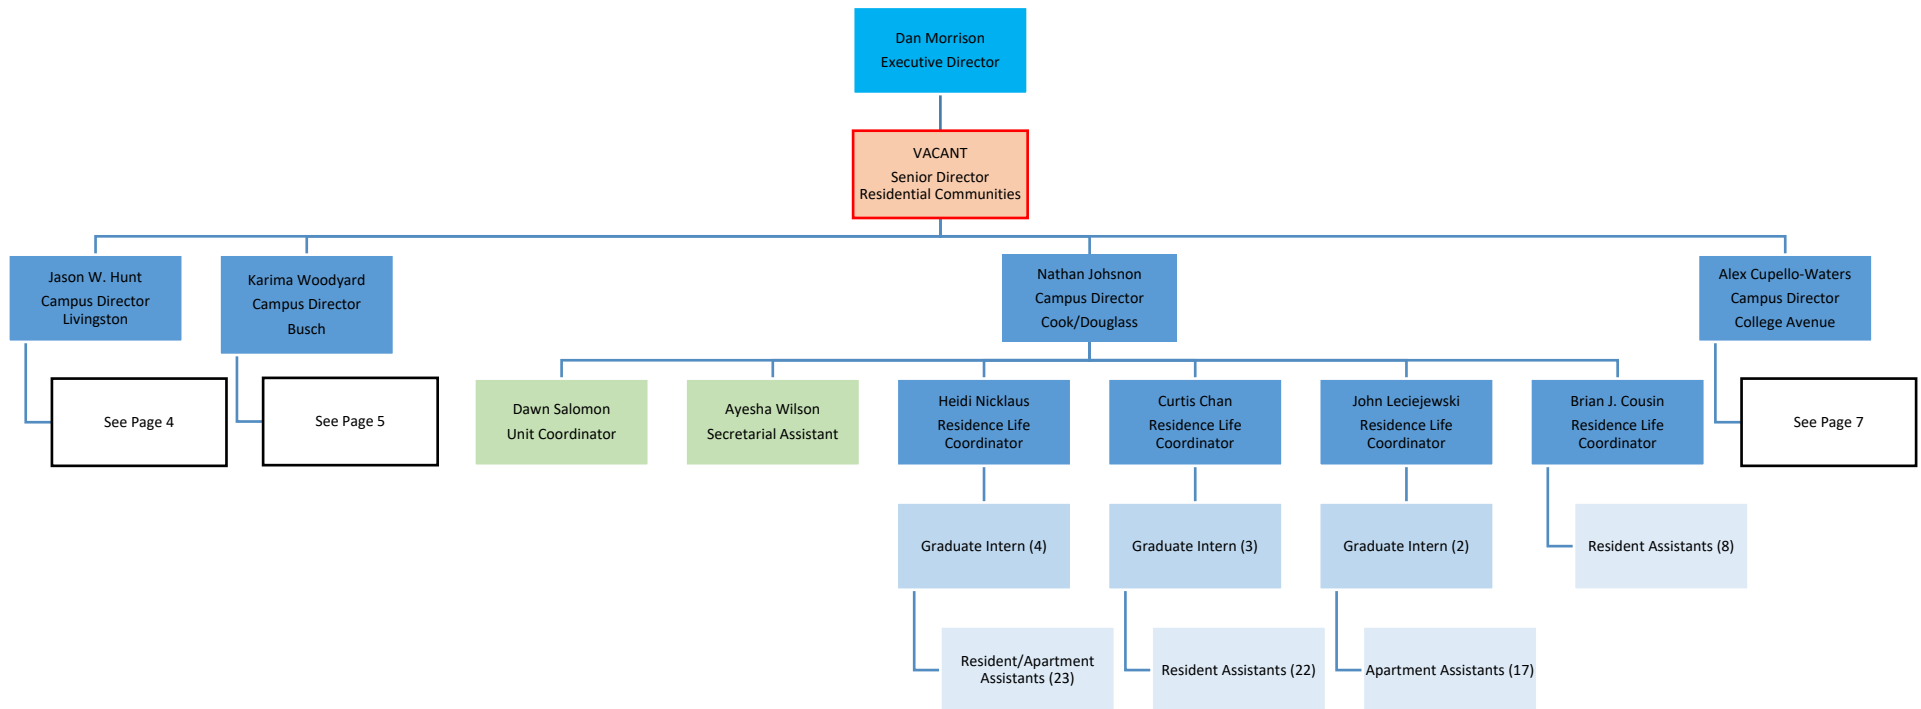 Dan Morrison
Executive Director
VACANT
Senior Director
Residential Communities
Jason W. Hunt
Campus Director
Livingston
Karima Woodyard
Campus Director
Busch
Nathan Johsnon
Campus Director
Cook/Douglass
Alex Cupello-Waters
Campus Director
College Avenue
See Page 4
See Page 5
Dawn Salomon
Unit Coordinator
Ayesha Wilson
Secretarial Assistant
Heidi Nicklaus
Residence Life
Coordinator
Curtis Chan
Residence Life
Coordinator
John Leciejewski
Residence Life
Coordinator
Brian J. Cousin
Residence Life
Coordinator
See Page 7
Graduate Intern (4)
Graduate Intern (3)
Graduate Intern (2)
Resident Assistants (8)
Resident/Apartment
Assistants (23)
Resident Assistants (22)
Apartment Assistants (17)